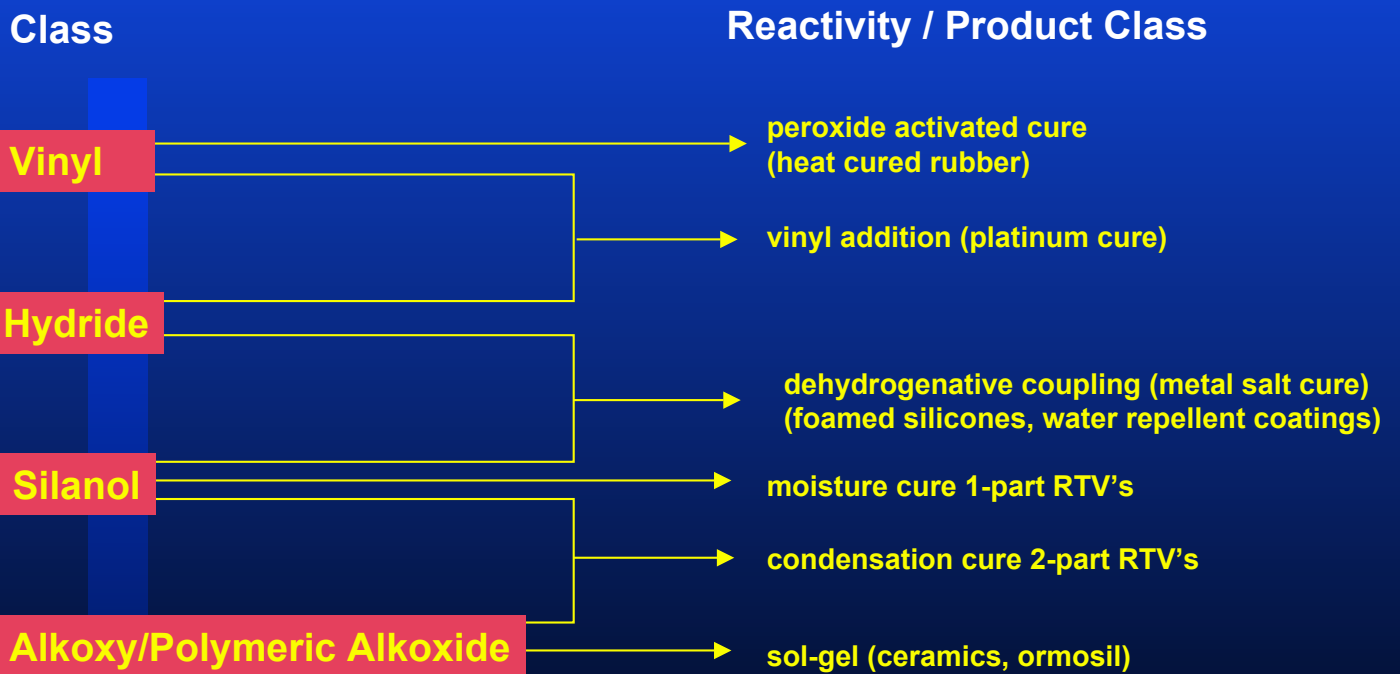 Class
Reactivity / Product Class
Vinyl
peroxide activated cure
(heat cured rubber)
vinyl addition (platinum cure)
Hydride
dehydrogenative coupling (metal salt cure)
(foamed silicones, water repellent coatings)
Silanol
moisture cure 1-part RTV’s
condensation cure 2-part RTV’s
Alkoxy/Polymeric Alkoxide
sol-gel (ceramics, ormosil)